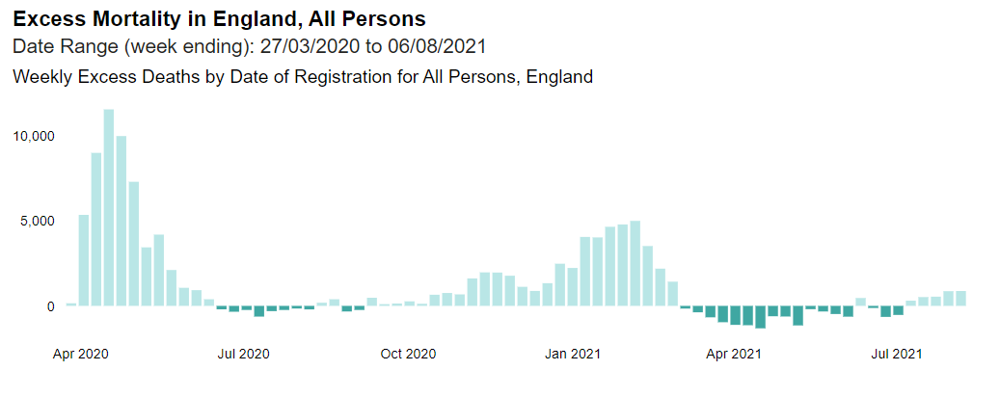 Excess Mortality in England, All Persons
Date Range (week ending): 27/03/2020 to 06/08/2021
Weekly Excess Deaths by Date of Registration for All Persons, England
10,000
5,000
0
Apr 2020 Jul 2020 Oct 2020 Jan 2021 Apr 2021 Jul 2021